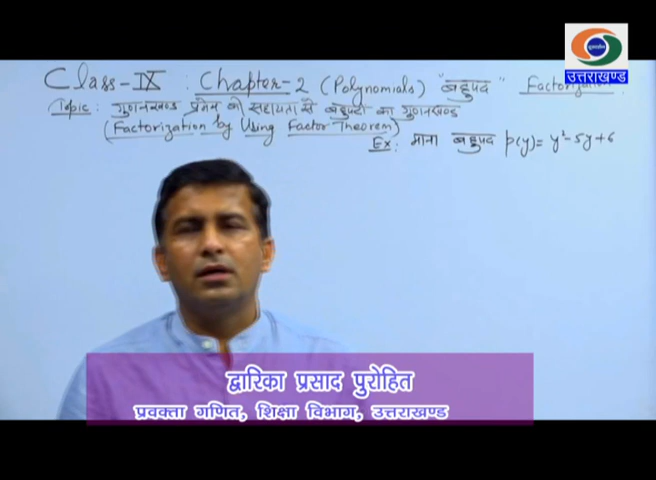 उत्तराखण्ड
Class-IX : Chapter-2 (Polynomials) "बहुपद" Factorization.
Topic: गुणनखण्ड प्रमेय की सहायता से बहुपदों का गुणनखण्ड
(Factorization by Using Factor Theorem)
Ex: माना बहुपद p(y) = y²-5y+6
द्वारिका प्रसाद पुरोहित
प्रवक्ता गणित, शिक्षा विभाग, उत्तराखण्ड